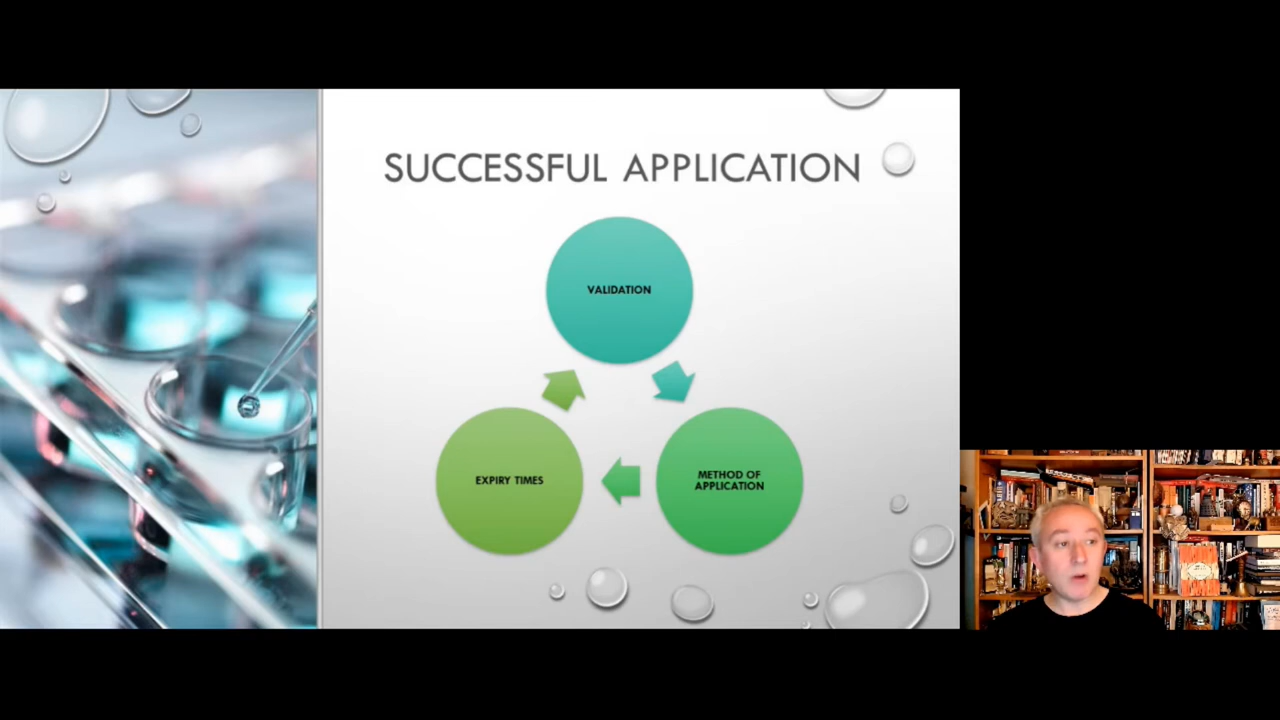 SUCCESSFUL APPLICATION
VALIDATION
EXPIRY TIMES
METHOD OF
APPLICATION